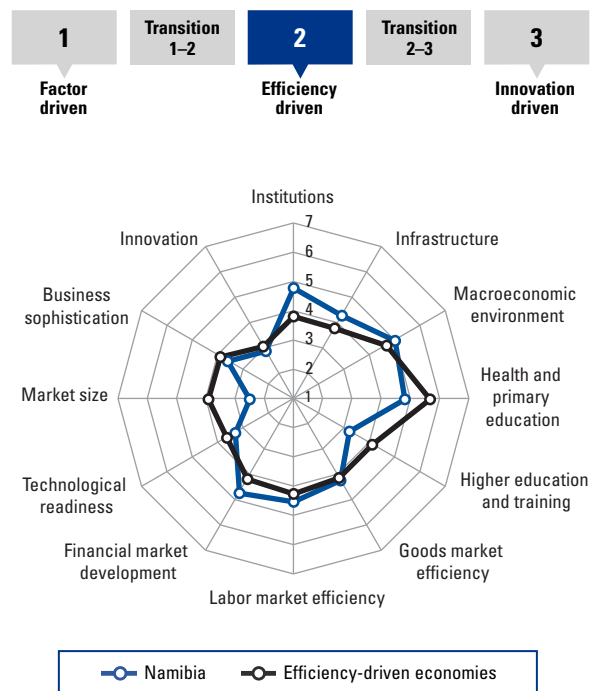 1
Transition
1–2
2
Transition
2–3
3
Factor
driven
Efficiency
driven
Innovation
driven
Institutions
7
6
5
4
3
2
1
Innovation
Infrastructure
Business
sophistication
Macroeconomic
environment
Market size
Health and
primary
education
Technological
readiness
Higher education
and training
Financial market
development
Goods market
efficiency
Labor market efficiency
Namibia
Efficiency-driven economies